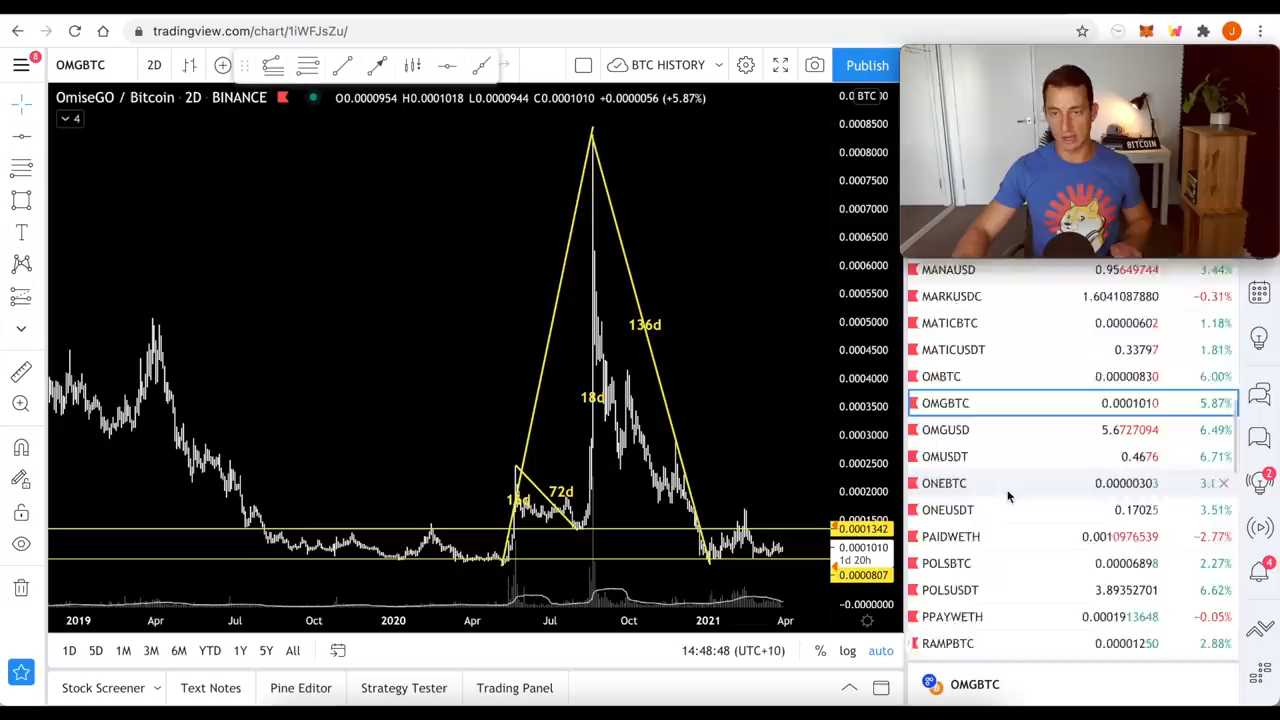 tradingview.com/chart/1iWFJsZu/
J
8
OMGBTC
2D
BTC HISTORY
Publish
OmiseGO / Bitcoin · 2D · BINANCE
O0.0000954 H0.0001018 L0.0000944 C0.0001010 +0.0000056 (+5.87%)
4
BTC
0.0008500
0.0008000
0.0007500
0.0007000
0.0006500
0.0006000
0.0005500
0.0005000
0.0004500
0.0004000
0.0003500
0.0003000
0.0002500
0.0002000
0.0001342
0.0001010
1d 20h
0.0000807
-0.0000000
136d
18d
72d
BITCOIN
2019
Apr
Jul
Oct
2020
Apr
Jul
Oct
2021
Apr
1D 5D 1M 3M 6M YTD 1Y 5Y All
14:48:48 (UTC+10)
% log auto
Stock Screener
Text Notes
Pine Editor
Strategy Tester
Trading Panel
MANAUSD 0.95649744 3.44%
MARKUSDC 1.6041087880 −0.31%
MATICBTC 0.00000602 1.18%
MATICUSDT 0.33797 1.81%
OMBTC 0.00000830 6.00%
OMGBTC 0.0001010 5.87%
OMGUSD 5.6727094 6.49%
OMUSDT 0.4676 6.71%
ONEBTC 0.00000303
ONEUSDT 0.17025 3.51%
PAIDWETH 0.0010976539 −2.77%
POLSBTC 0.00006898 2.27%
POLSUSDT 3.89352701 6.62%
PPAYWETH 0.0001913648 −0.05%
RAMPBTC 0.00001250 2.88%
OMGBTC
2
4